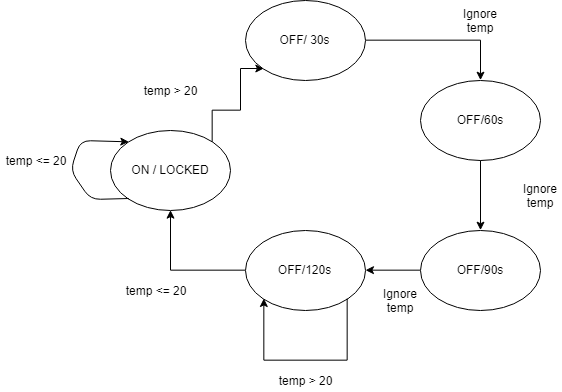 OFF/ 30s
Ignore
temp
temp > 20
OFF/60s
temp <= 20
ON / LOCKED
Ignore
temp
OFF/120s
OFF/90s
temp <= 20
Ignore
temp
temp > 20